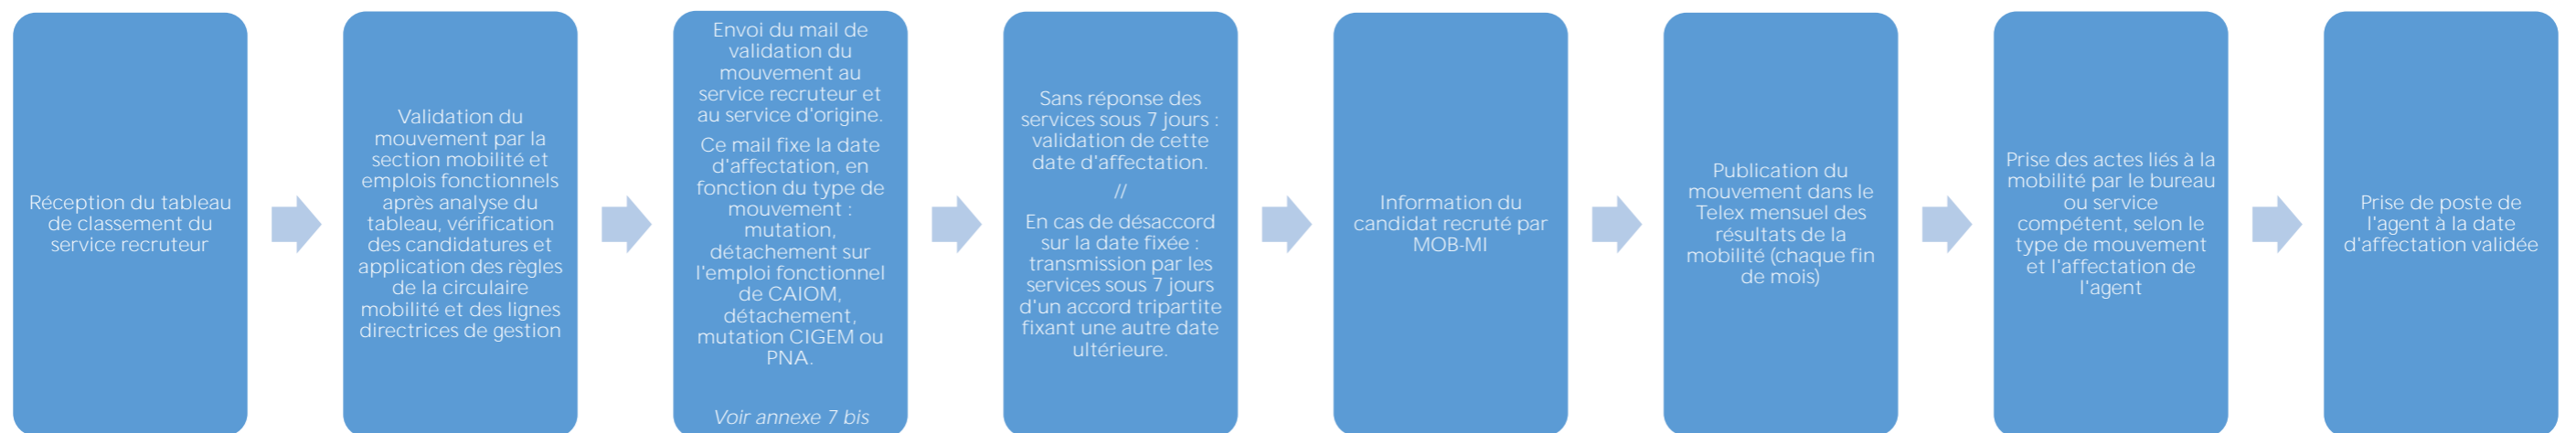 Réception du tableau
de classement du
service recruteur
Validation du
mouvement par la
section mobilité et
emplois fonctionnels
après analyse du
tableau, vérification
des candidatures et
application des règles
de la circulaire
mobilité et des lignes
directrices de gestion
Envoi du mail de
validation du
mouvement au
service recruteur et
au service d'origine.
Ce mail fixe la date
d'affectation, en
fonction du type de
mouvement :
mutation,
détachement sur
l'emploi fonctionnel
de CAIOM,
détachement,
mutation CIGEM ou
PNA.
Voir annexe 7 bis
Sans réponse des
services sous 7 jours :
validation de cette
date d'affectation.
//
En cas de désaccord
sur la date fixée :
transmission par les
services sous 7 jours
d'un accord tripartite
fixant une autre date
ultérieure.
Information du
candidat recruté par
MOB-MI
Publication du
mouvement dans le
Telex mensuel des
résultats de la
mobilité (chaque fin
de mois)
Prise des actes liés à la
mobilité par le bureau
ou service
compétent, selon le
type de mouvement
et l'affectation de
l'agent
Prise de poste de
l'agent à la date
d'affectation validée